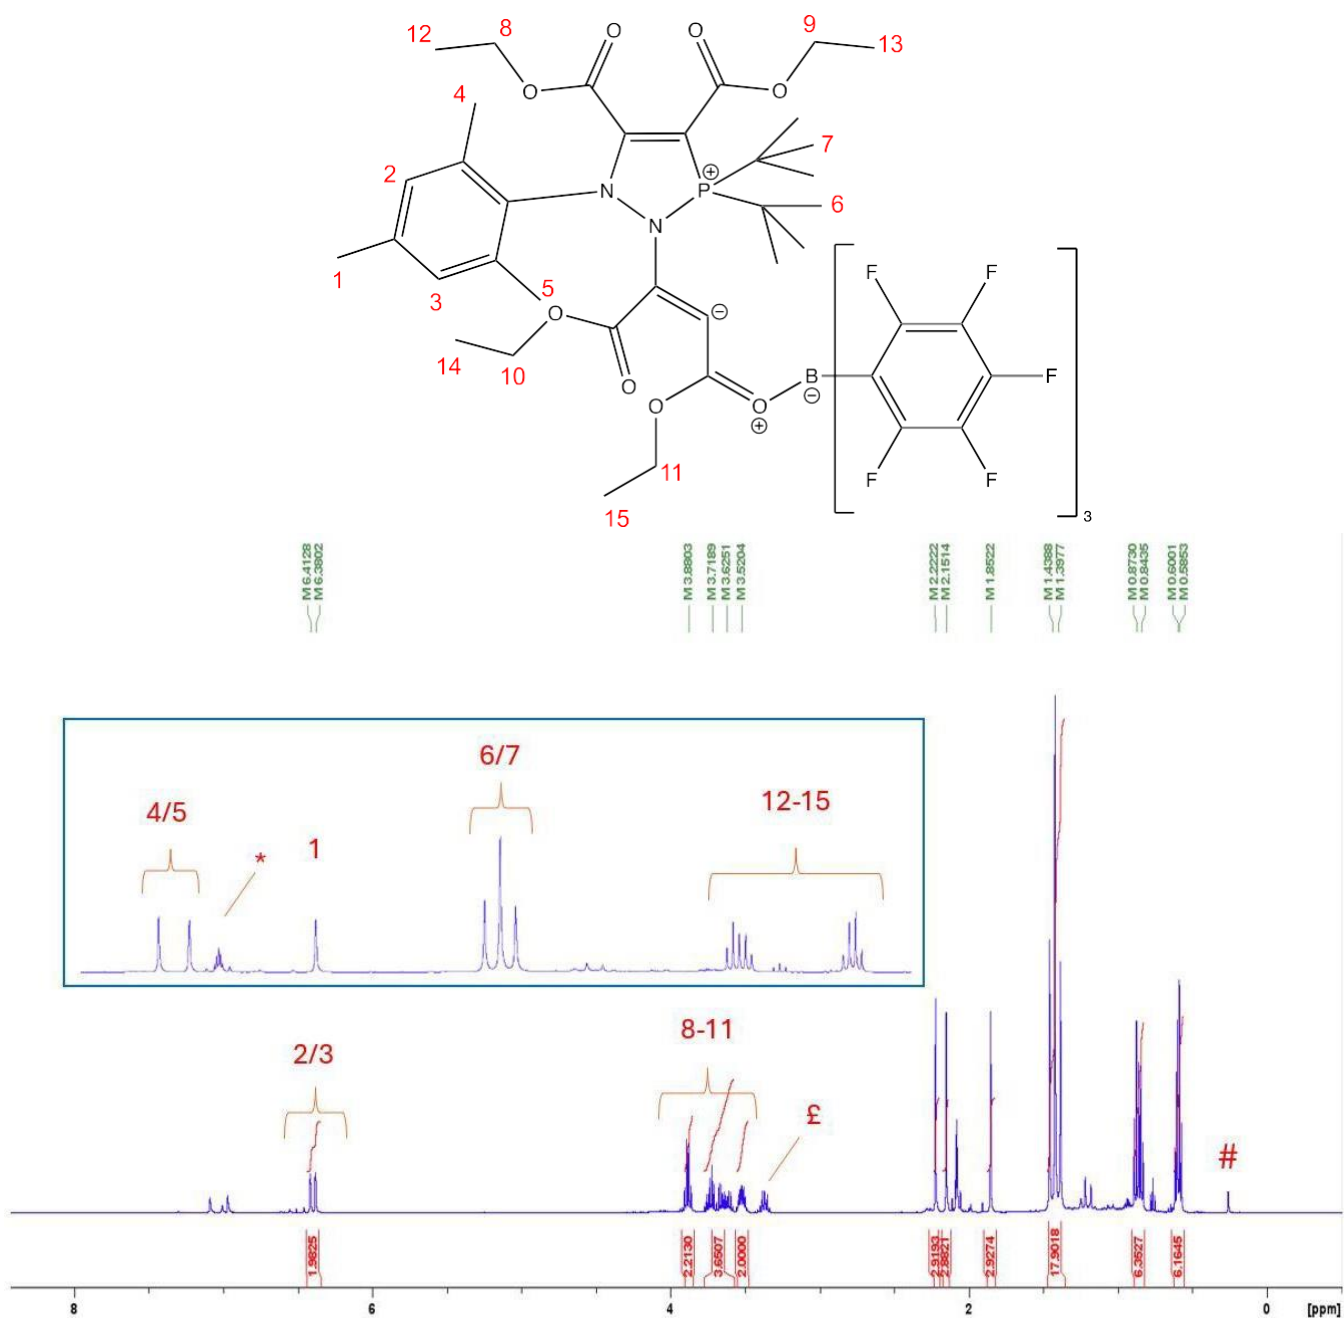 12 8 O O 9 13
O O
4
7
2 N P ⊕
6
N
1 3 5 F F
O ⊖
14 10 O B ⊖ F
O O ⊕
11 F F
15 3
M 6.4128
M 6.3802
M 3.8803
M 3.7189
M 3.6251
M 3.5204
M 2.2222
M 2.1514
M 1.8522
M 1.4388
M 1.3977
M 0.8730
M 0.8435
M 0.6001
M 0.5853
6/7
4/5 * 1 12-15
2/3 8-11
£
#
1.9825 2.2130 3.6507 2.0000 2.9193 2.8821 2.9274 17.9018 6.3527 6.1645
8 6 4 2 0 [ppm]